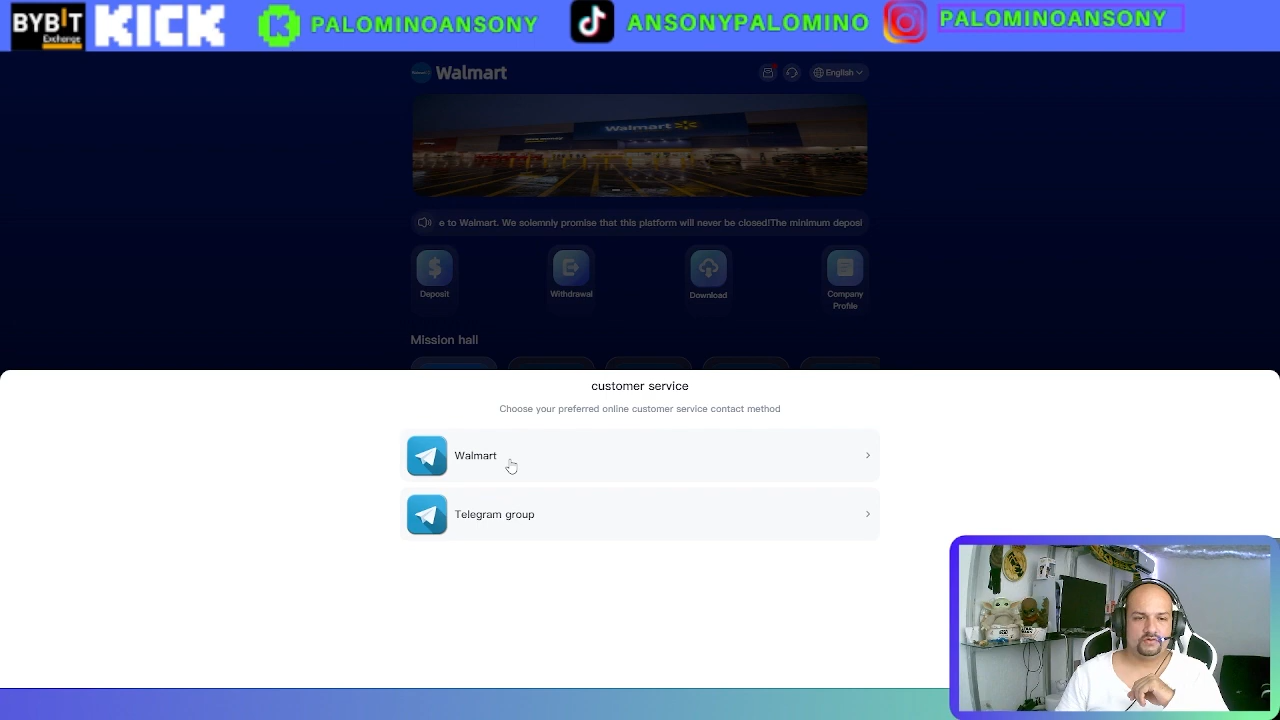 BYBIT
Exchange
KICK
PALOMINOANSONY
ANSONYPALOMINO
PALOMINOANSONY
Walmart
English
Walmart
e to Walmart. We solemnly promise that this platform will never be closed!The minimum deposi
Deposit
Withdrawal
Download
Company
Profile
Mission hall
customer service
Choose your preferred online customer service contact method
Walmart
Telegram group